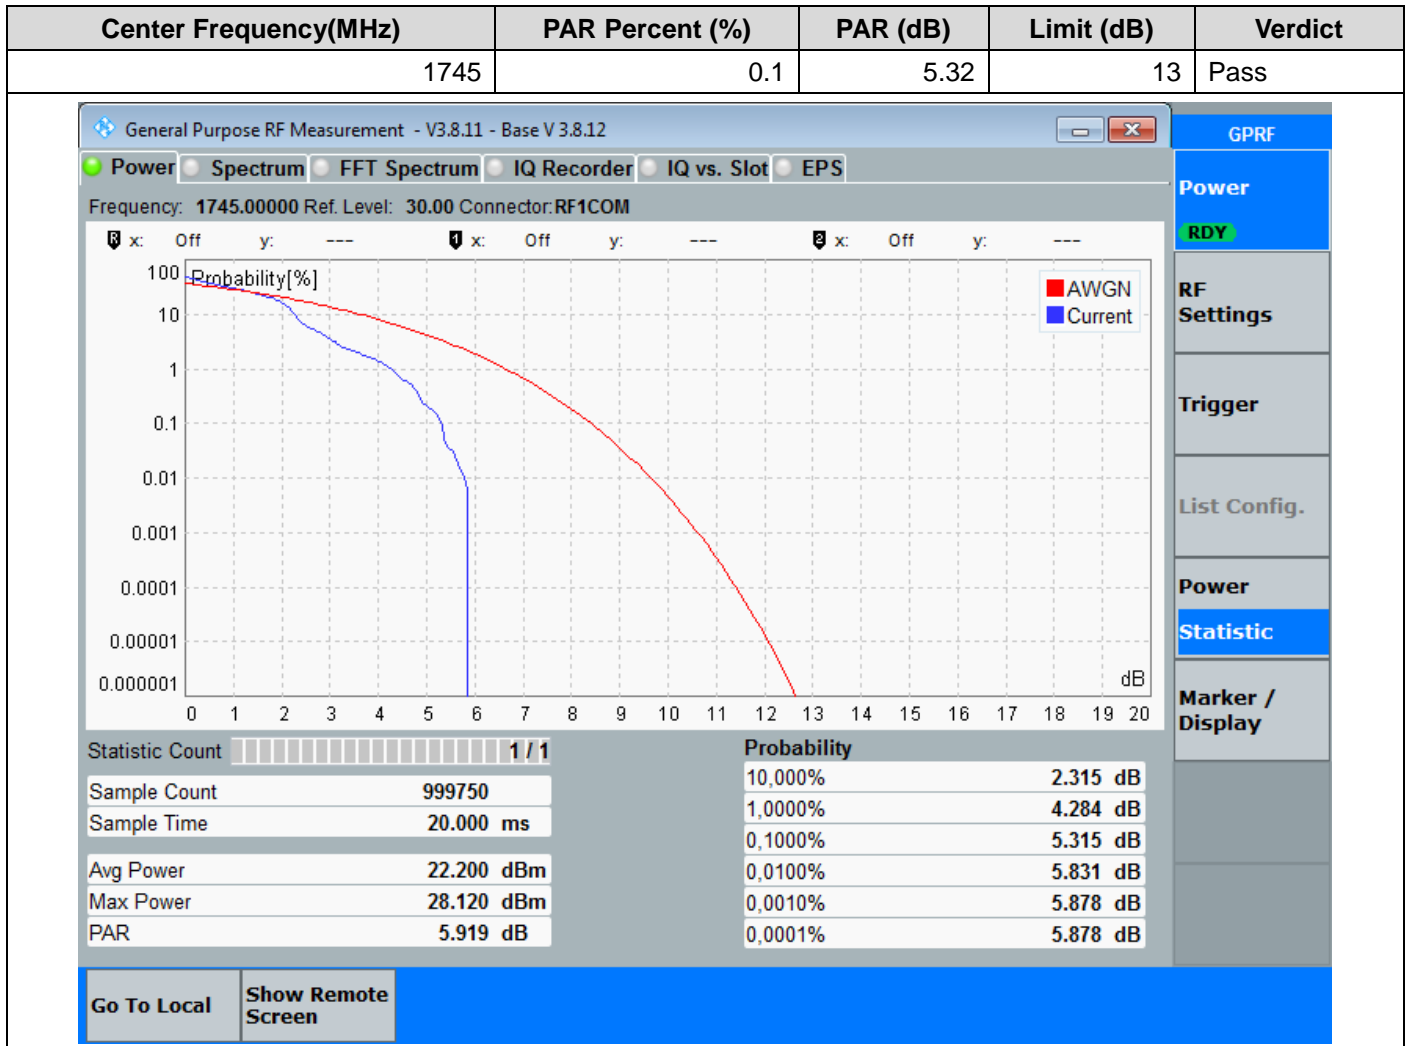 Center Frequency(MHz) PAR Percent (%) PAR (dB) Limit (dB) Verdict
1745 0.1 5.32 13 Pass
General Purpose RF Measurement - V3.8.11 - Base V 3.8.12
GPRF
Power Spectrum FFT Spectrum IQ Recorder IQ vs. Slot EPS
Frequency: 1745.00000 Ref. Level: 30.00 Connector: RF1COM
R x: Off y: --- 1 x: Off y: --- 2 x: Off y: ---
Probability[%]
100
10
1
0.1
0.01
0.001
0.0001
0.00001
0.000001
AWGN
Current
dB
0 1 2 3 4 5 6 7 8 9 10 11 12 13 14 15 16 17 18 19 20
Statistic Count 1 / 1
Sample Count 999750
Sample Time 20.000 ms
Avg Power 22.200 dBm
Max Power 28.120 dBm
PAR 5.919 dB
Probability
10,000% 2.315 dB
1,0000% 4.284 dB
0,1000% 5.315 dB
0,0100% 5.831 dB
0,0010% 5.878 dB
0,0001% 5.878 dB
Power
RDY
RF
Settings
Trigger
List Config.
Power
Statistic
Marker /
Display
Go To Local
Show Remote
Screen